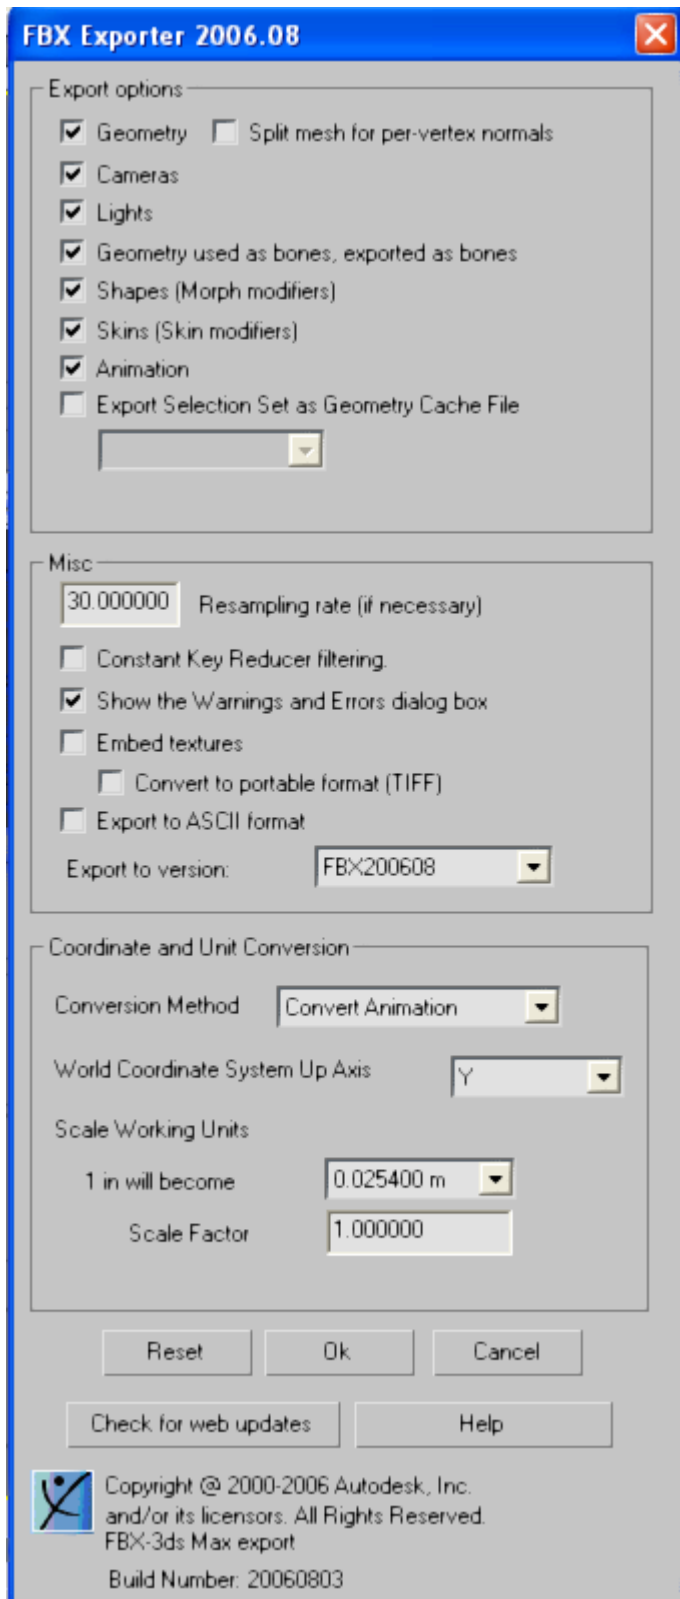 FBX Exporter 2006.08
Export options
Geometry Split mesh for per-vertex normals
Cameras
Lights
Geometry used as bones, exported as bones
Shapes (Morph modifiers)
Skins (Skin modifiers)
Animation
Export Selection Set as Geometry Cache File
Misc
30.000000 Resampling rate (if necessary)
Constant Key Reducer filtering.
Show the Warnings and Errors dialog box
Embed textures
Convert to portable format (TIFF)
Export to ASCII format
Export to version: FBX200608
Coordinate and Unit Conversion
Conversion Method Convert Animation
World Coordinate System Up Axis Y
Scale Working Units
1 in will become 0.025400 m
Scale Factor 1.000000
Reset Ok Cancel
Check for web updates Help
Copyright @ 2000-2006 Autodesk, Inc.
and/or its licensors. All Rights Reserved.
FBX-3ds Max export
Build Number: 20060803